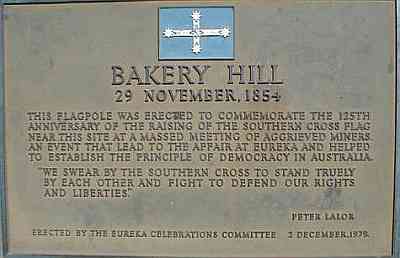 BAKERY HILL
29 NOVEMBER, 1854
THIS FLAGPOLE WAS ERECTED TO COMMEMORATE THE 125TH
ANNIVERSARY OF THE RAISING OF THE SOUTHERN CROSS FLAG
NEAR THIS SITE AT A MASSED MEETING OF AGGRIEVED MINERS.
AN EVENT THAT LEAD TO THE AFFAIR AT EUREKA AND HELPED
TO ESTABLISH THE PRINCIPLE OF DEMOCRACY IN AUSTRALIA.
"WE SWEAR BY THE SOUTHERN CROSS TO STAND TRUELY
BY EACH OTHER AND FIGHT TO DEFEND OUR RIGHTS
AND LIBERTIES."
PETER LALOR
ERECTED BY THE EUREKA CELEBRATIONS COMMITTEE 2 DECEMBER, 1979.